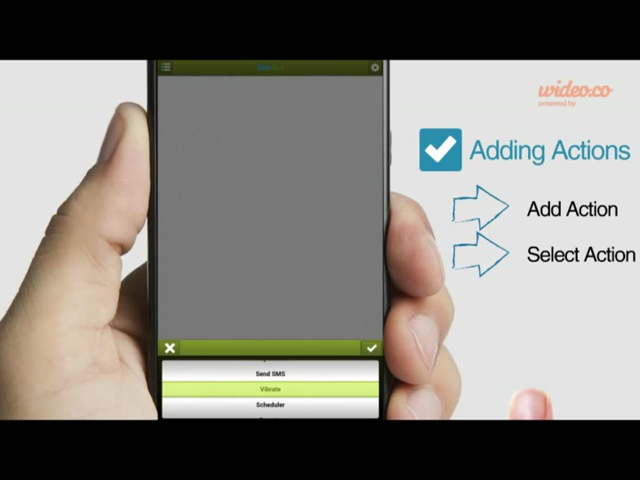 wideo.co
powered by
Adding Actions
Add Action
Select Action
Send SMS
Vibrate
Scheduler